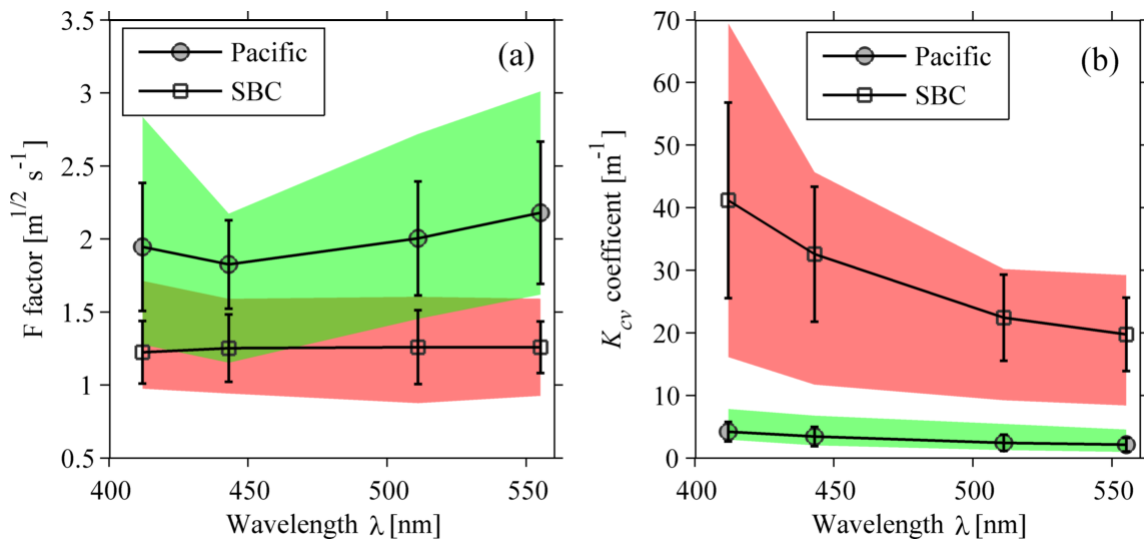 3.5
3
2.5
2
1.5
1
0.5
400
450
500
550
F factor [m^1/2 s^-1]
Wavelength λ [nm]
Pacific
SBC
(a)
70
60
50
40
30
20
10
0
400
450
500
550
K_cv coefficent [m^-1]
Wavelength λ [nm]
Pacific
SBC
(b)